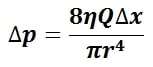 Δp = 8ηQΔx / πr⁴